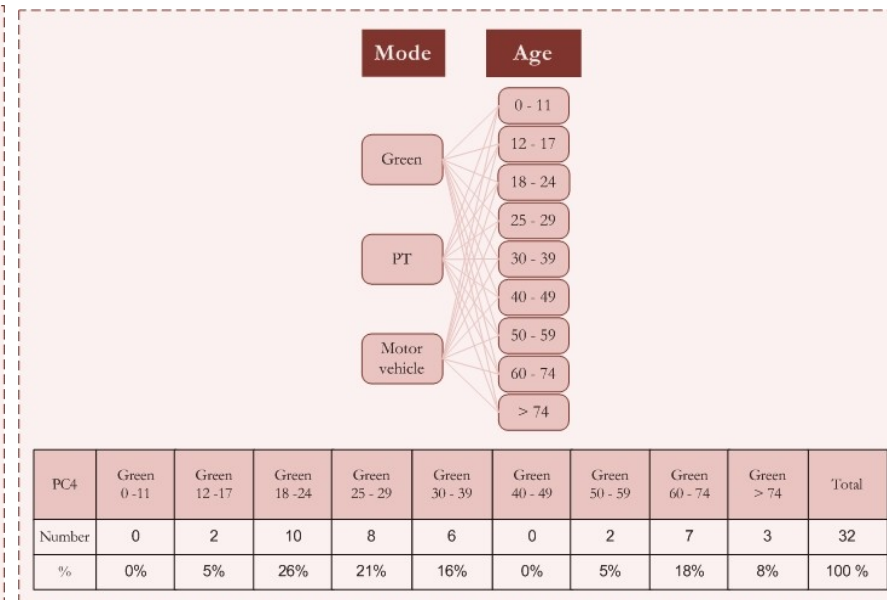 Mode Age
0 - 11
12 - 17
Green
18 - 24
25 - 29
PT
30 - 39
40 - 49
50 - 59
Motor
vehicle
60 - 74
> 74
PC4 Green 0 -11 Green 12 -17 Green 18 -24 Green 25 - 29 Green 30 - 39 Green 40 - 49 Green 50 - 59 Green 60 - 74 Green > 74 Total
Number 0 2 10 8 6 0 2 7 3 32
% 0% 5% 26% 21% 16% 0% 5% 18% 8% 100 %